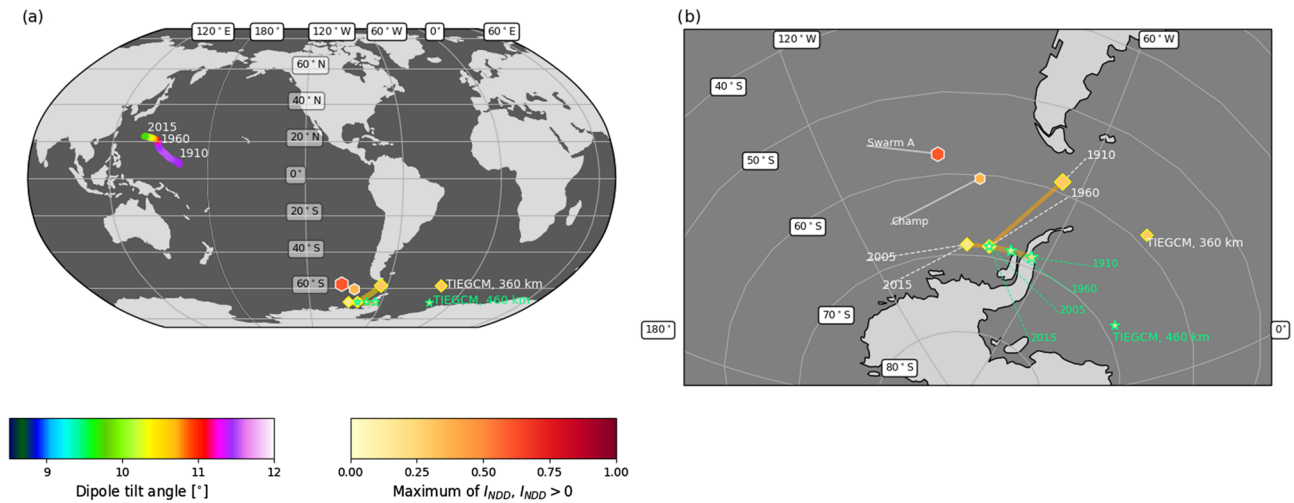 (a)
120°E 180° 120°W 60°W 0° 60°E
60°N
40°N
20°N
0°
20°S
40°S
60°S
2015
1960
1910
TIEGCM, 360 km
TIEGCM, 460 km
9 10 11 12
Dipole tilt angle [°]
0.00 0.25 0.50 0.75 1.00
Maximum of I_NDD, I_NDD > 0
(b)
120°W 60°W
40°S
50°S
60°S
70°S
80°S
180° 0°
Swarm A
Champ
1910
1960
2005
2015
TIEGCM, 360 km
1910
1960
2005
2015
TIEGCM, 460 km